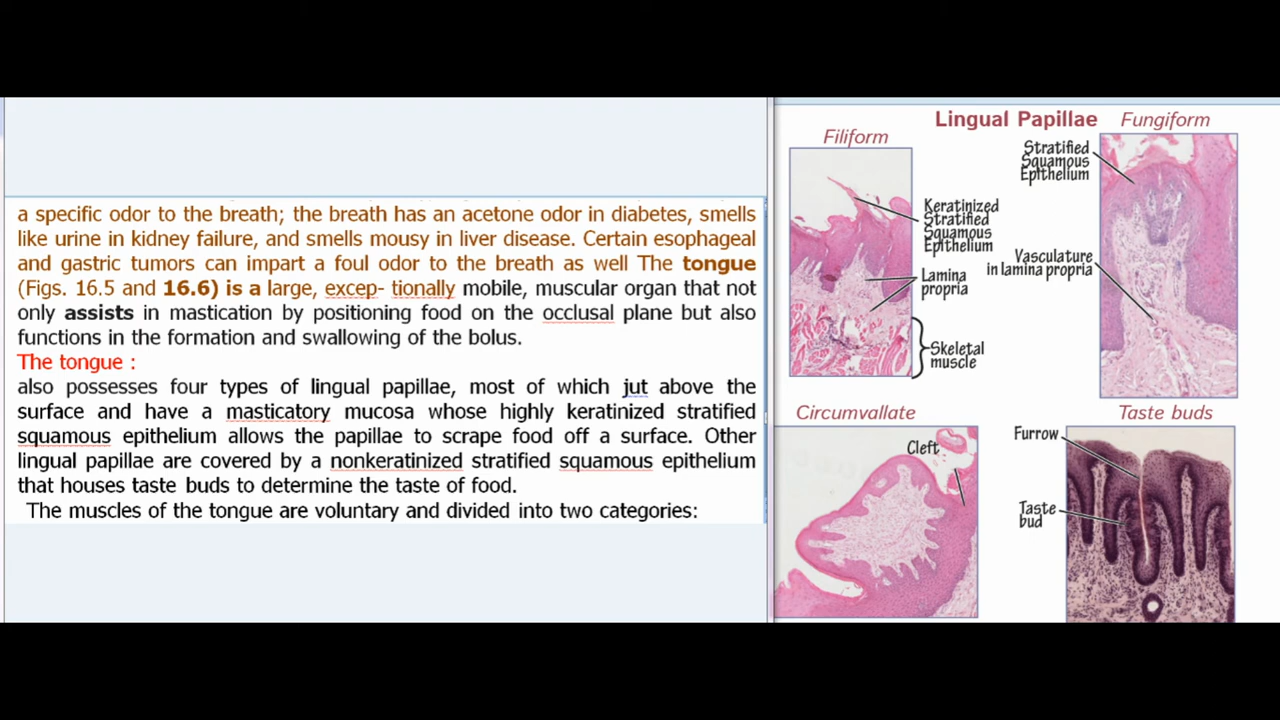 a specific odor to the breath; the breath has an acetone odor in diabetes, smells
like urine in kidney failure, and smells mousy in liver disease. Certain esophageal
and gastric tumors can impart a foul odor to the breath as well The tongue
(Figs. 16.5 and 16.6) is a large, excep- tionally mobile, muscular organ that not
only assists in mastication by positioning food on the occlusal plane but also
functions in the formation and swallowing of the bolus.
The tongue :
also possesses four types of lingual papillae, most of which jut above the
surface and have a masticatory mucosa whose highly keratinized stratified
squamous epithelium allows the papillae to scrape food off a surface. Other
lingual papillae are covered by a nonkeratinized stratified squamous epithelium
that houses taste buds to determine the taste of food.
The muscles of the tongue are voluntary and divided into two categories:
Lingual Papillae
Filiform
Keratinized
Stratified
Squamous
Epithelium
Lamina
propria
Skeletal
muscle
Fungiform
Stratified
Squamous
Epithelium
Vasculature
in lamina propria
Circumvallate
Cleft
Taste buds
Furrow
Taste
bud